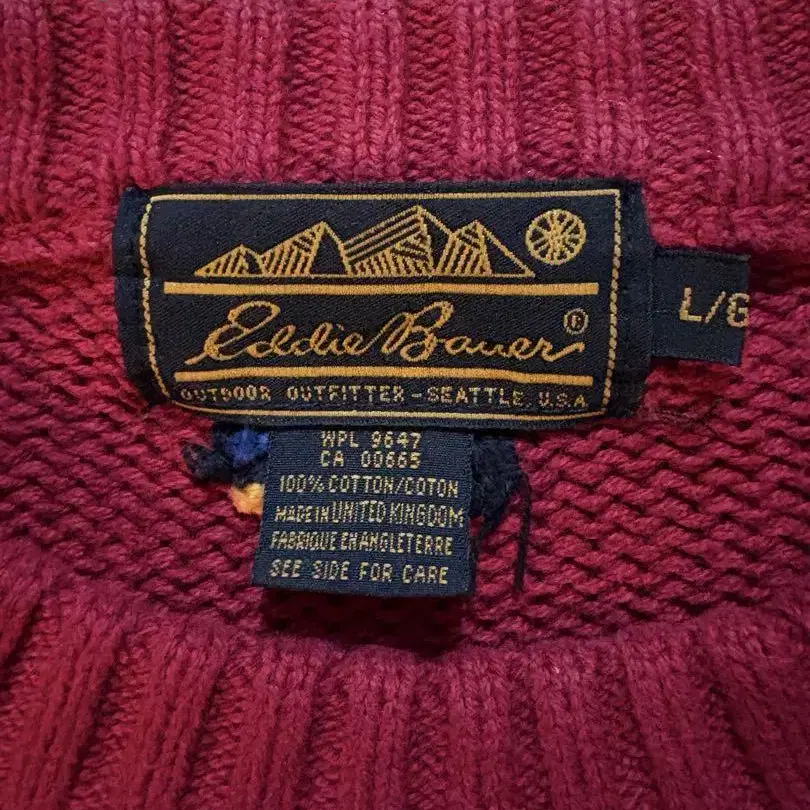 Eddie Bauer ®
OUTDOOR OUTFITTER - SEATTLE, U.S.A.
L/G
WPL 9647
CA 00665
100% COTTON/COTON
MADE IN UNITED KINGDOM
FABRIQUE EN ANGLETERRE
SEE SIDE FOR CARE